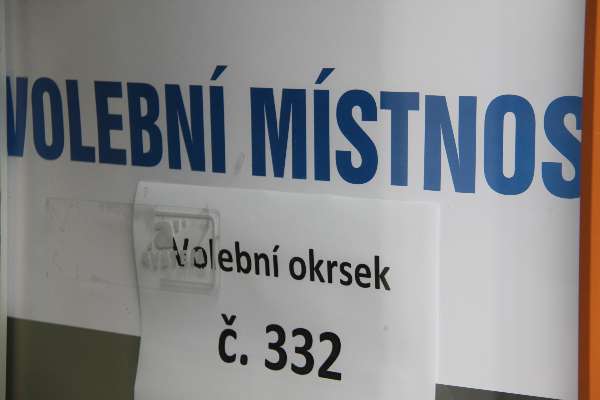 VOLEBNÍ MÍSTNOS
Volební okrsek
č. 332